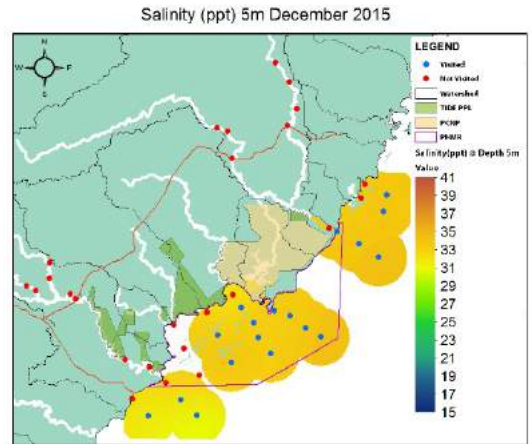 Salinity (ppt) 5m December 2015
N
W E
S
LEGEND
Visited
Not Visited
Watershed
TIDE PPL
PCNP
PHMR
Salinity(ppt) @ Depth 5m
Value
41
39
37
35
33
31
29
27
25
23
21
19
17
15